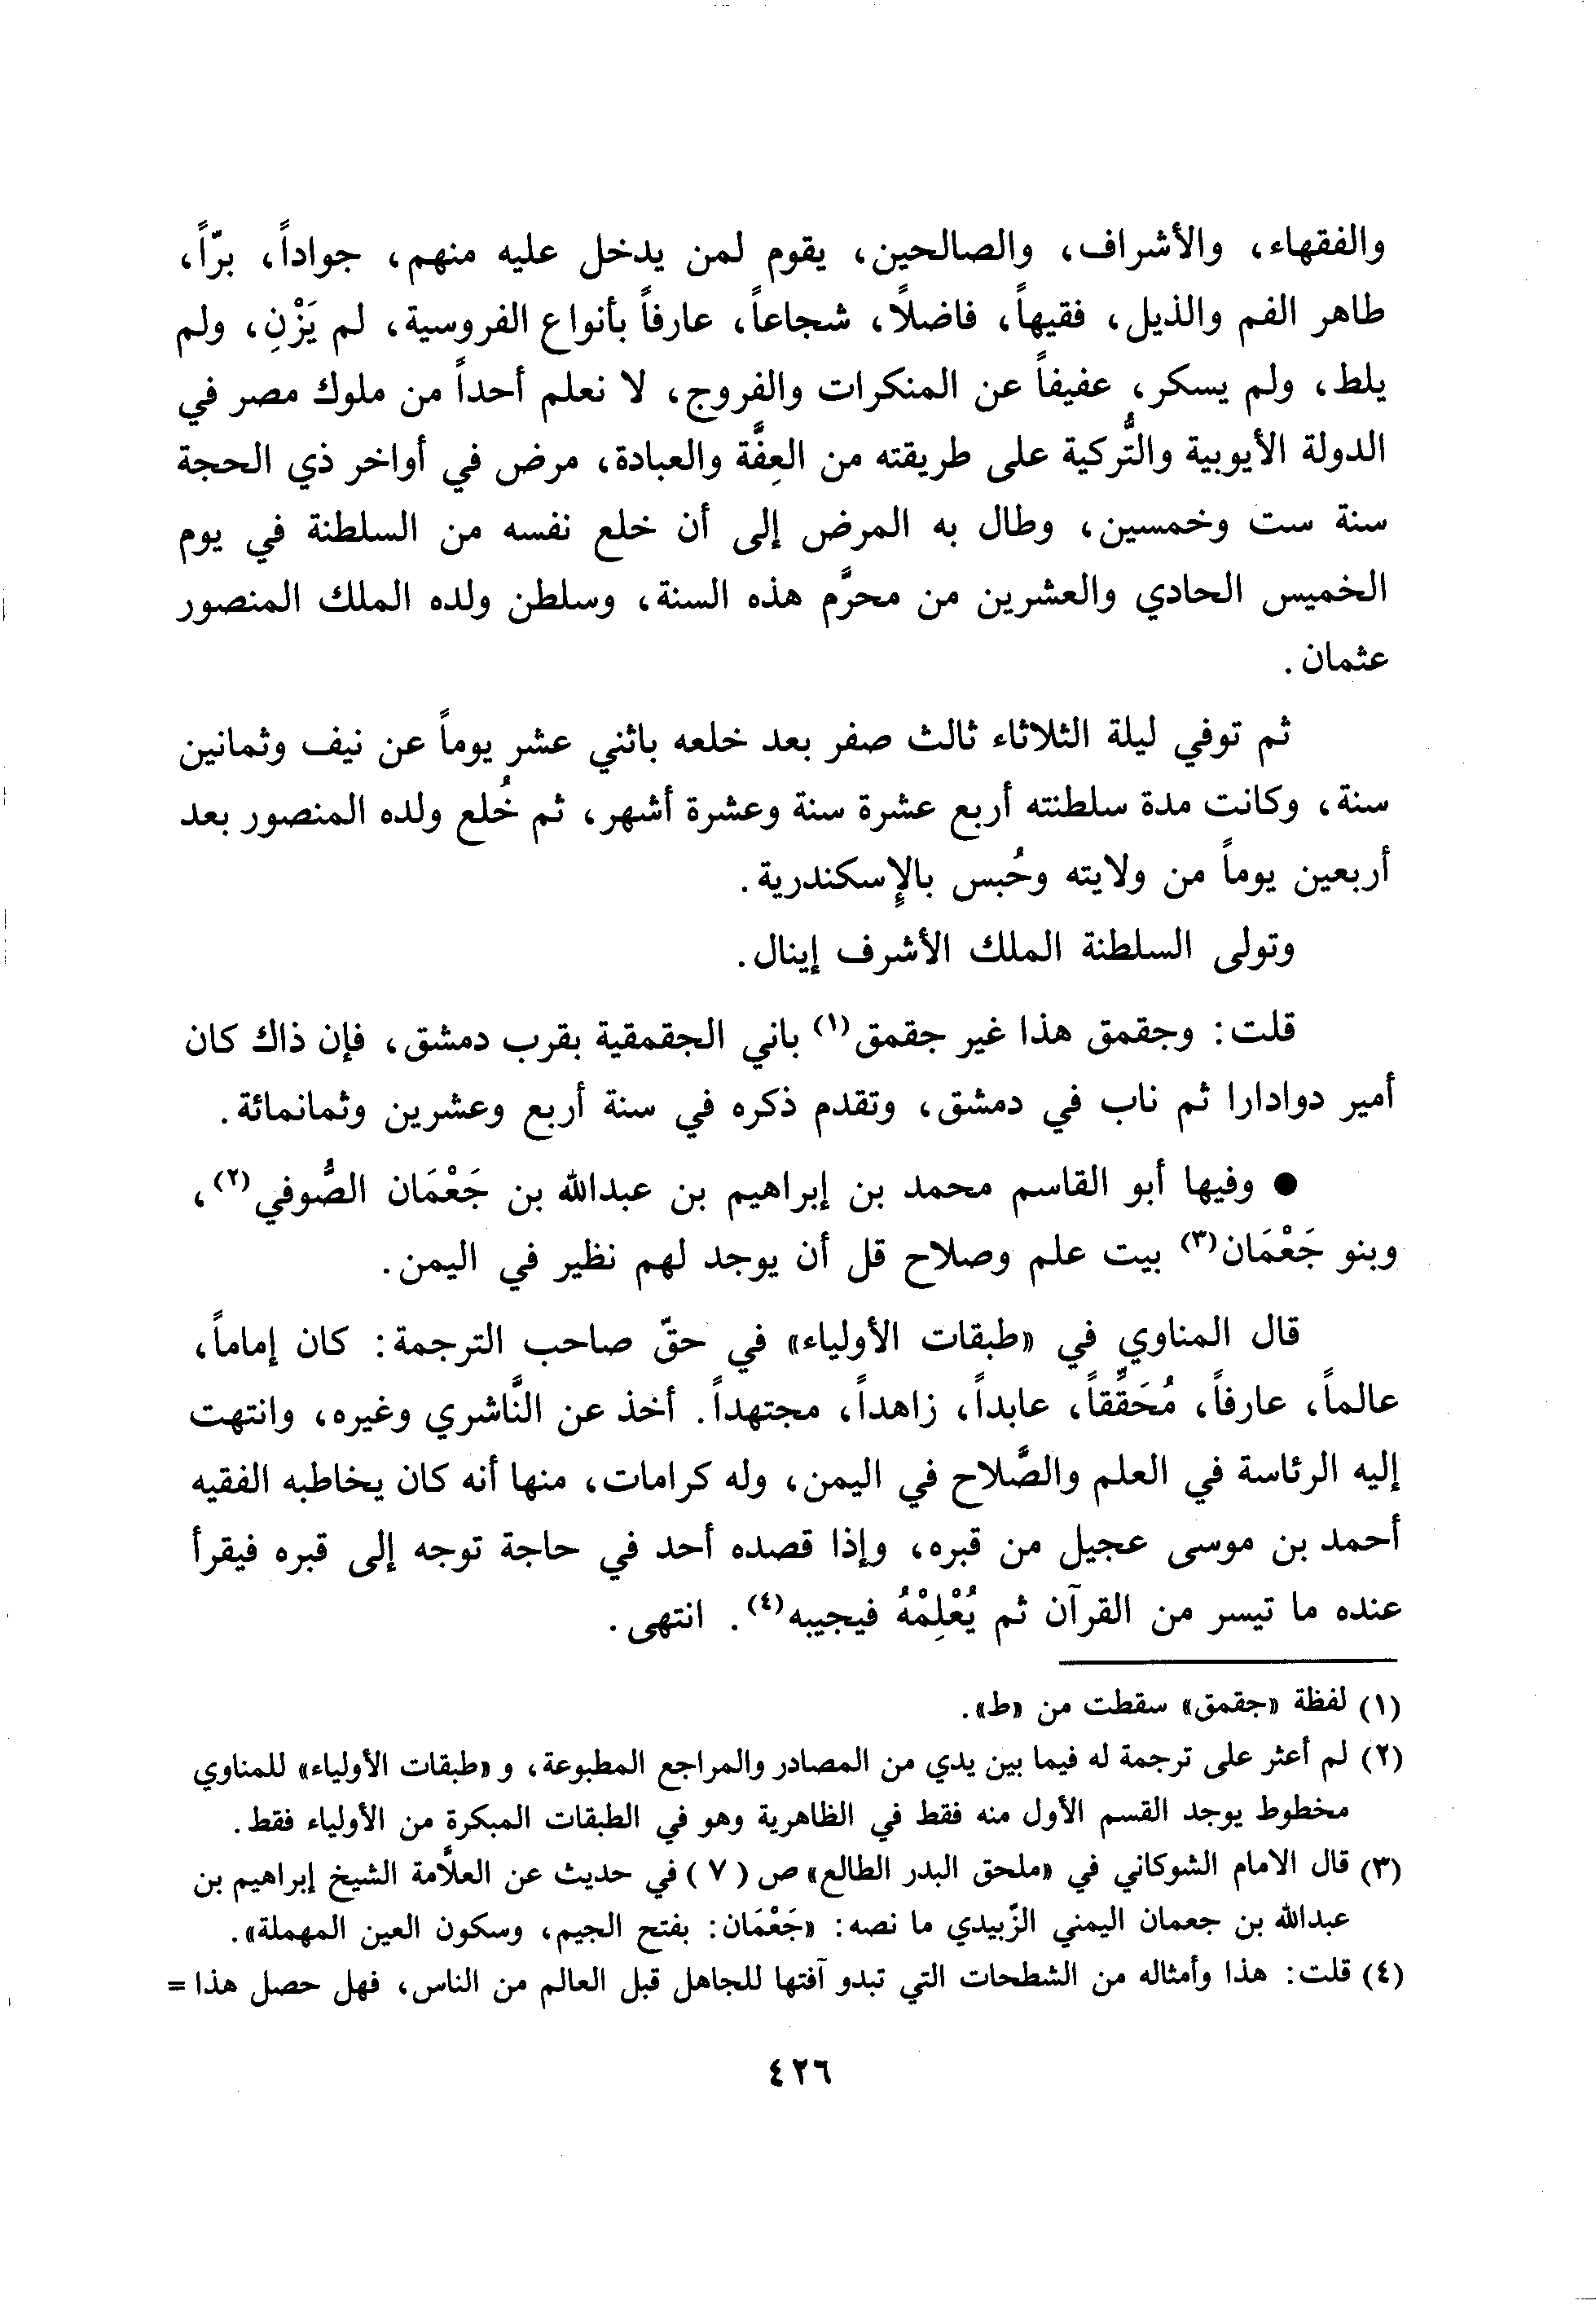 والفقهاء، والأشراف، والصالحين، يقوم لمن يدخل عليه منهم، جواداً، برّاً،
طاهر الفم والذيل، فقيهاً، فاضلًا، شجاعاً، عارفاً بأنواع الفروسية، لم يَزْنِ، ولم
يلط، ولم يسكر، عفيفاً عن المنكرات والفروج، لا نعلم أحداً من ملوك مصر في
الدولة الأيوبية والتُّركية على طريقته من العِفَّة والعبادة، مرض في أواخر ذي الحجة
سنة ست وخمسين، وطال به المرض إلى أن خلع نفسه من السلطنة في يوم
الخميس الحادي والعشرين من محرَّم هذه السنة، وسلطن ولده الملك المنصور
عثمان.
ثم توفي ليلة الثلاثاء ثالث صفر بعد خلعه باثني عشر يوماً عن نيف وثمانين
سنة، وكانت مدة سلطنته أربع عشرة سنة وعشرة أشهر، ثم خُلع ولده المنصور بعد
أربعين يوماً من ولايته وحُبس بالإسكندرية.
وتولى السلطنة الملك الأشرف إينال.
قلت: وجقمق هذا غير جقمق(١) باني الجقمقية بقرب دمشق، فإن ذاك كان
أمير دوادارا ثم ناب في دمشق، وتقدم ذكره في سنة أربع وعشرين وثمانمائة.
● وفيها أبو القاسم محمد بن إبراهيم بن عبدالله بن جَعْمَان الصُّوفي(٢)،
وبنو جَعْمَان(٣) بيت علم وصلاح قل أن يوجد لهم نظير في اليمن.
قال المناوي في «طبقات الأولياء» في حقّ صاحب الترجمة: كان إماماً،
عالماً، عارفاً، مُحَقِّقاً، عابداً، زاهداً، مجتهداً. أخذ عن النَّاشري وغيره، وانتهت
إليه الرئاسة في العلم والصَّلاح في اليمن، وله كرامات، منها أنه كان يخاطبه الفقيه
أحمد بن موسى عجيل من قبره، وإذا قصده أحد في حاجة توجه إلى قبره فيقرأ
عنده ما تيسر من القرآن ثم يُعْلِمْهُ فيجيبه(٤). انتهى.
(١) لفظة «جقمق» سقطت من «ط».
(٢) لم أعثر على ترجمة له فيما بين يدي من المصادر والمراجع المطبوعة، و«طبقات الأولياء» للمناوي
مخطوط يوجد القسم الأول منه فقط في الظاهرية وهو في الطبقات المبكرة من الأولياء فقط.
(٣) قال الامام الشوكاني في «ملحق البدر الطالع» ص (٧) في حديث عن العلاَّمة الشيخ إبراهيم بن
عبدالله بن جعمان اليمني الزّبيدي ما نصه: «جَعْمَان: بفتح الجيم، وسكون العين المهملة».
(٤) قلت: هذا وأمثاله من الشطحات التي تبدو آفتها للجاهل قبل العالم من الناس، فهل حصل هذا =
٤٢٦